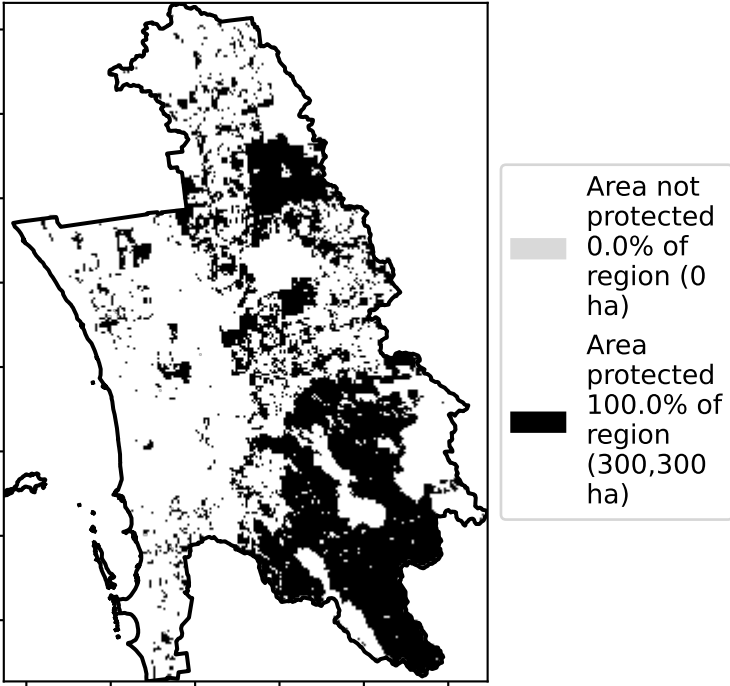 Area not
protected
0.0% of
region (0
ha)
Area
protected
100.0% of
region
(300,300
ha)